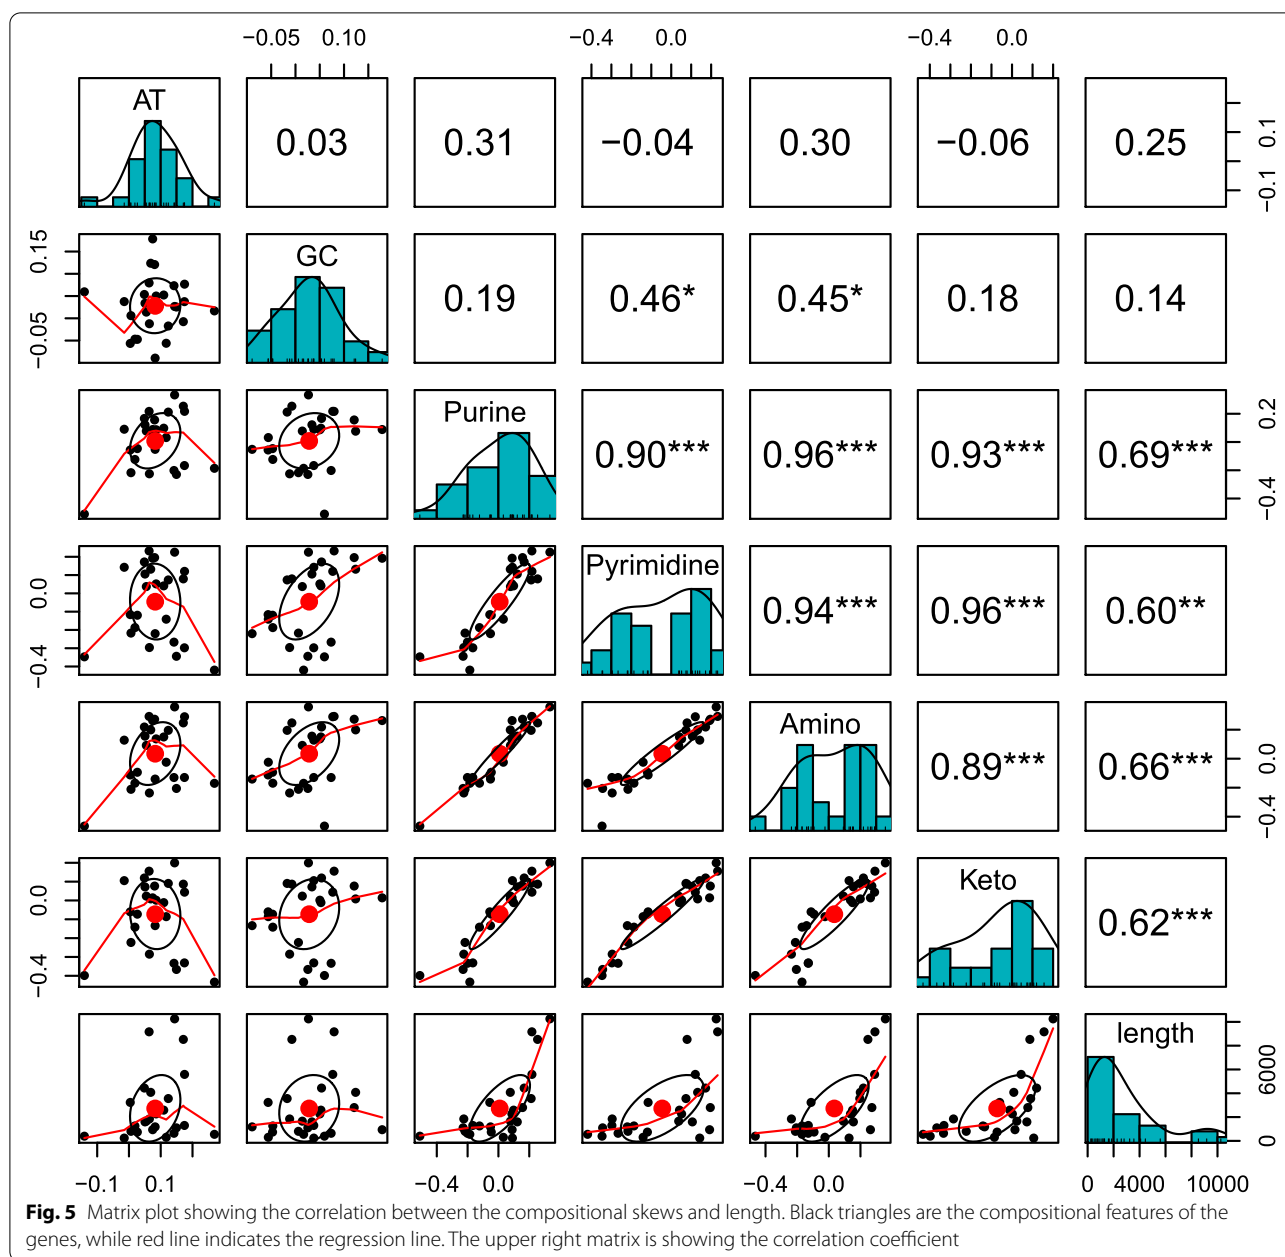 −0.05 0.10 −0.4 0.0 −0.4 0.0
AT 0.03 0.31 −0.04 0.30 −0.06 0.25 −0.1 0.1
−0.05 0.15 GC 0.19 0.46* 0.45* 0.18 0.14
Purine 0.90*** 0.96*** 0.93*** 0.69*** −0.4 0.2
−0.4 0.0 Pyrimidine 0.94*** 0.96*** 0.60**
Amino 0.89*** 0.66*** −0.4 0.0
−0.4 0.0 Keto 0.62***
length 0 6000
−0.1 0.1 −0.4 0.0 −0.4 0.0 0 4000 10000
Fig. 5 Matrix plot showing the correlation between the compositional skews and length. Black triangles are the compositional features of the
genes, while red line indicates the regression line. The upper right matrix is showing the correlation coefficient